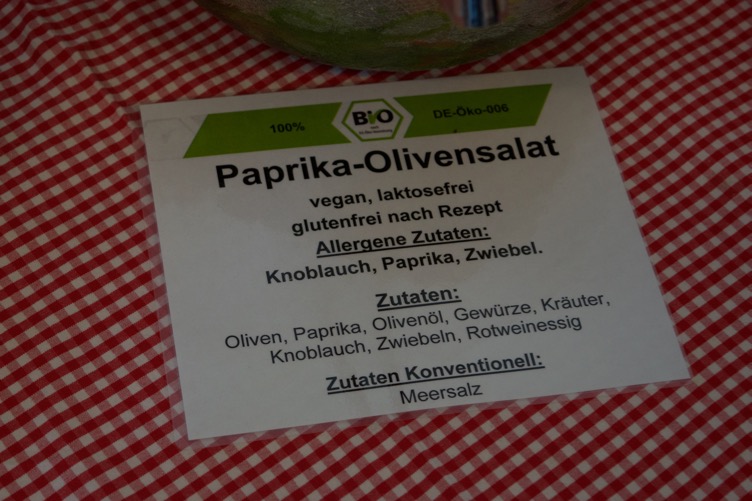 100% BIO DE-Öko-006
Paprika-Olivensalat
vegan, laktosefrei
glutenfrei nach Rezept
Allergene Zutaten:
Knoblauch, Paprika, Zwiebel.
Zutaten:
Oliven, Paprika, Olivenöl, Gewürze, Kräuter,
Knoblauch, Zwiebeln, Rotweinessig
Zutaten Konventionell:
Meersalz